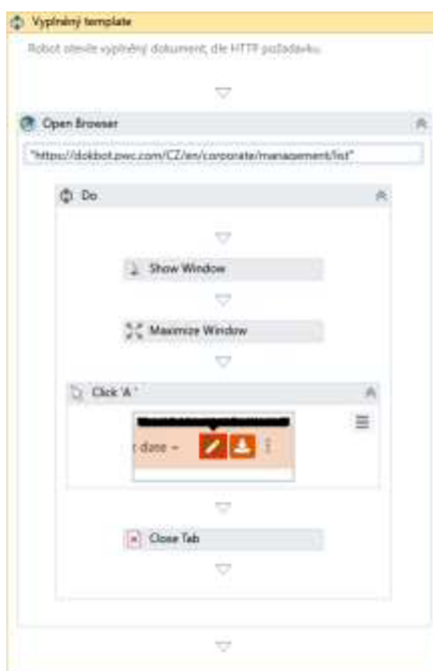 Vyplněný template
Robot otevře vyplněný dokument, dle HTTP požadavku.
Open Browser
"https://dokbot.pwc.com/CZ/en/corporate/management/list"
Do
Show Window
Maximize Window
Click 'A '
date
Close Tab